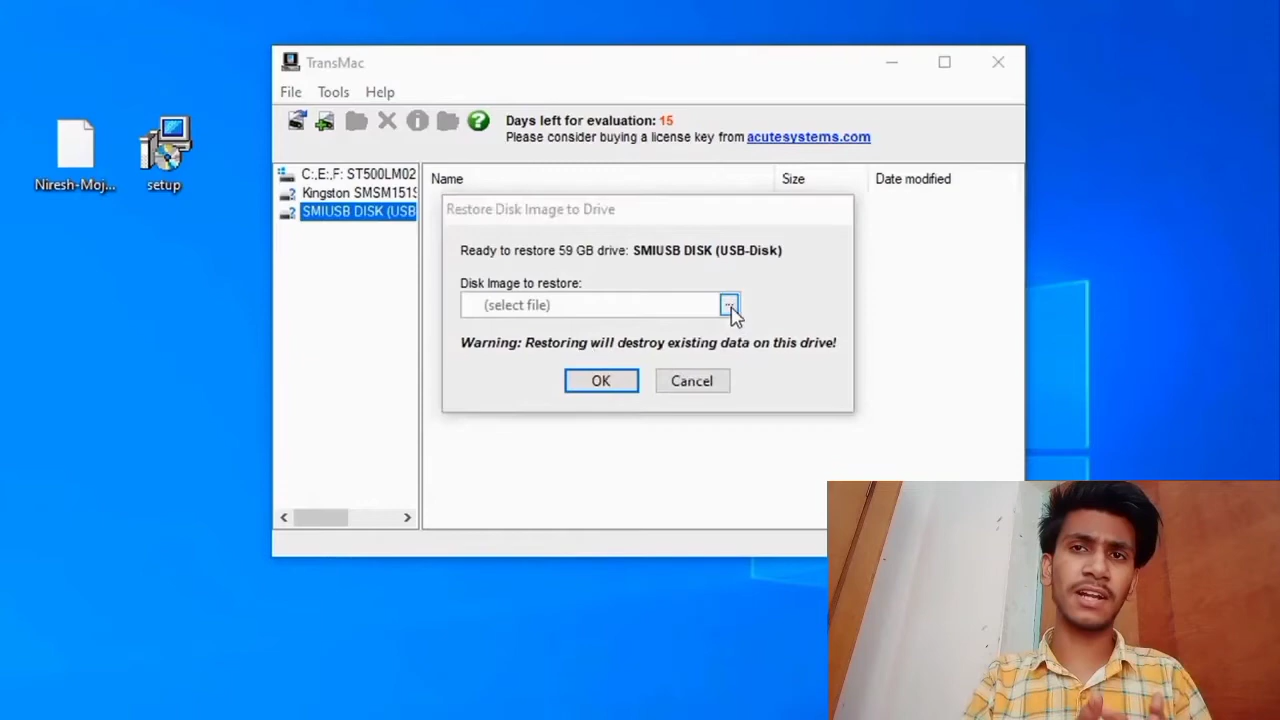 TransMac
File Tools Help
Days left for evaluation: 15
Please consider buying a license key from acutesystems.com
C:,E:,F: ST500LM02
Kingston SMSM151S
SMIUSB DISK (USB
Name Size Date modified
Restore Disk Image to Drive
Ready to restore 59 GB drive: SMIUSB DISK (USB-Disk)
Disk Image to restore:
(select file) ...
Warning: Restoring will destroy existing data on this drive!
OK Cancel
Niresh-Moj... setup